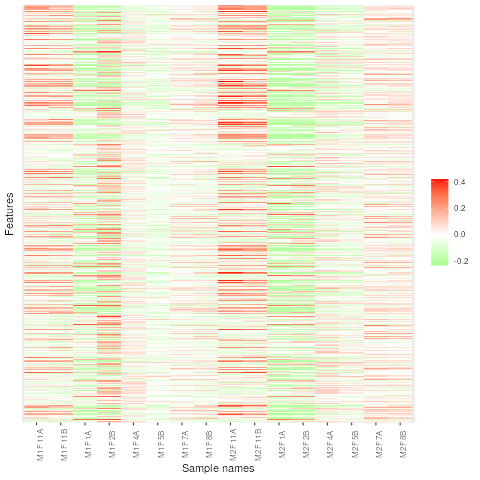 Features
0.4
0.2
0.0
-0.2
M1F11A
M1F11B
M1F1A
M1F2B
M1F4A
M1F5B
M1F7A
M1F8B
M2F11A
M2F11B
M2F1A
M2F2B
M2F4A
M2F5B
M2F7A
M2F8B
Sample names